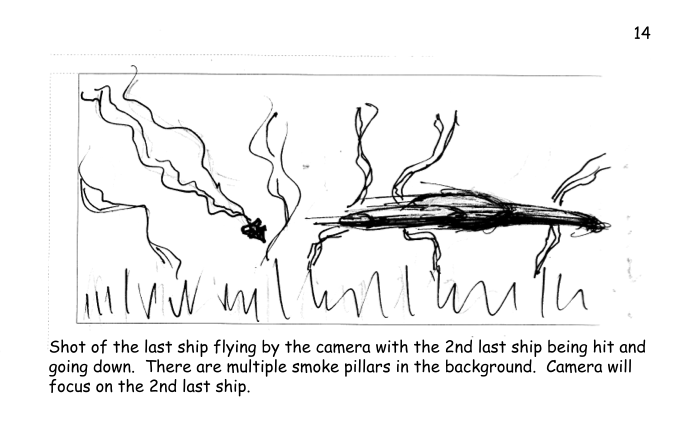 14
Shot of the last ship flying by the camera with the 2nd last ship being hit and
going down.  There are multiple smoke pillars in the background.  Camera will
focus on the 2nd last ship.